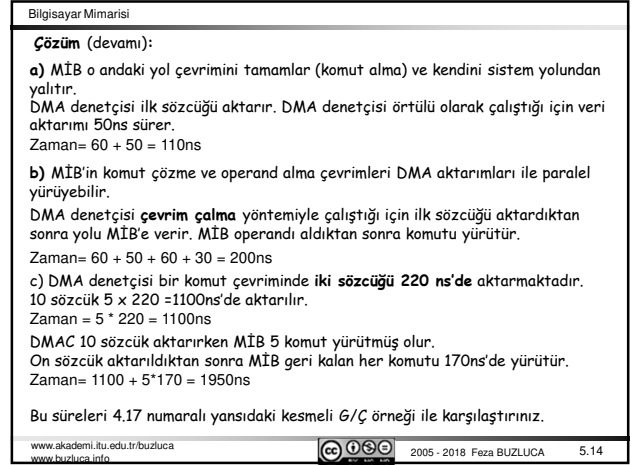 Bilgisayar Mimarisi
Çözüm (devamı):
a) MİB o andaki yol çevrimini tamamlar (komut alma) ve kendini sistem yolundan
yalıtır.
DMA denetçisi ilk sözcüğü aktarır. DMA denetçisi örtülü olarak çalıştığı için veri
aktarımı 50ns sürer.
Zaman= 60 + 50 = 110ns
b) MİB'in komut çözme ve operand alma çevrimleri DMA aktarımları ile paralel
yürüyebilir.
DMA denetçisi çevrim çalma yöntemiyle çalıştığı için ilk sözcüğü aktardıktan
sonra yolu MİB'e verir. MİB operandı aldıktan sonra komutu yürütür.
Zaman= 60 + 50 + 60 + 30 = 200ns
c) DMA denetçisi bir komut çevriminde iki sözcüğü 220 ns'de aktarmaktadır.
10 sözcük 5 x 220 =1100ns'de aktarılır.
Zaman = 5 * 220 = 1100ns
DMAC 10 sözcük aktarırken MİB 5 komut yürütmüş olur.
On sözcük aktarıldıktan sonra MİB geri kalan her komutu 170ns'de yürütür.
Zaman= 1100 + 5*170 = 1950ns
Bu süreleri 4.17 numaralı yansıdaki kesmeli G/Ç örneği ile karşılaştırınız.
www.akademi.itu.edu.tr/buzluca
www.buzluca.info
cc
2005 - 2018 Feza BUZLUCA
5.14